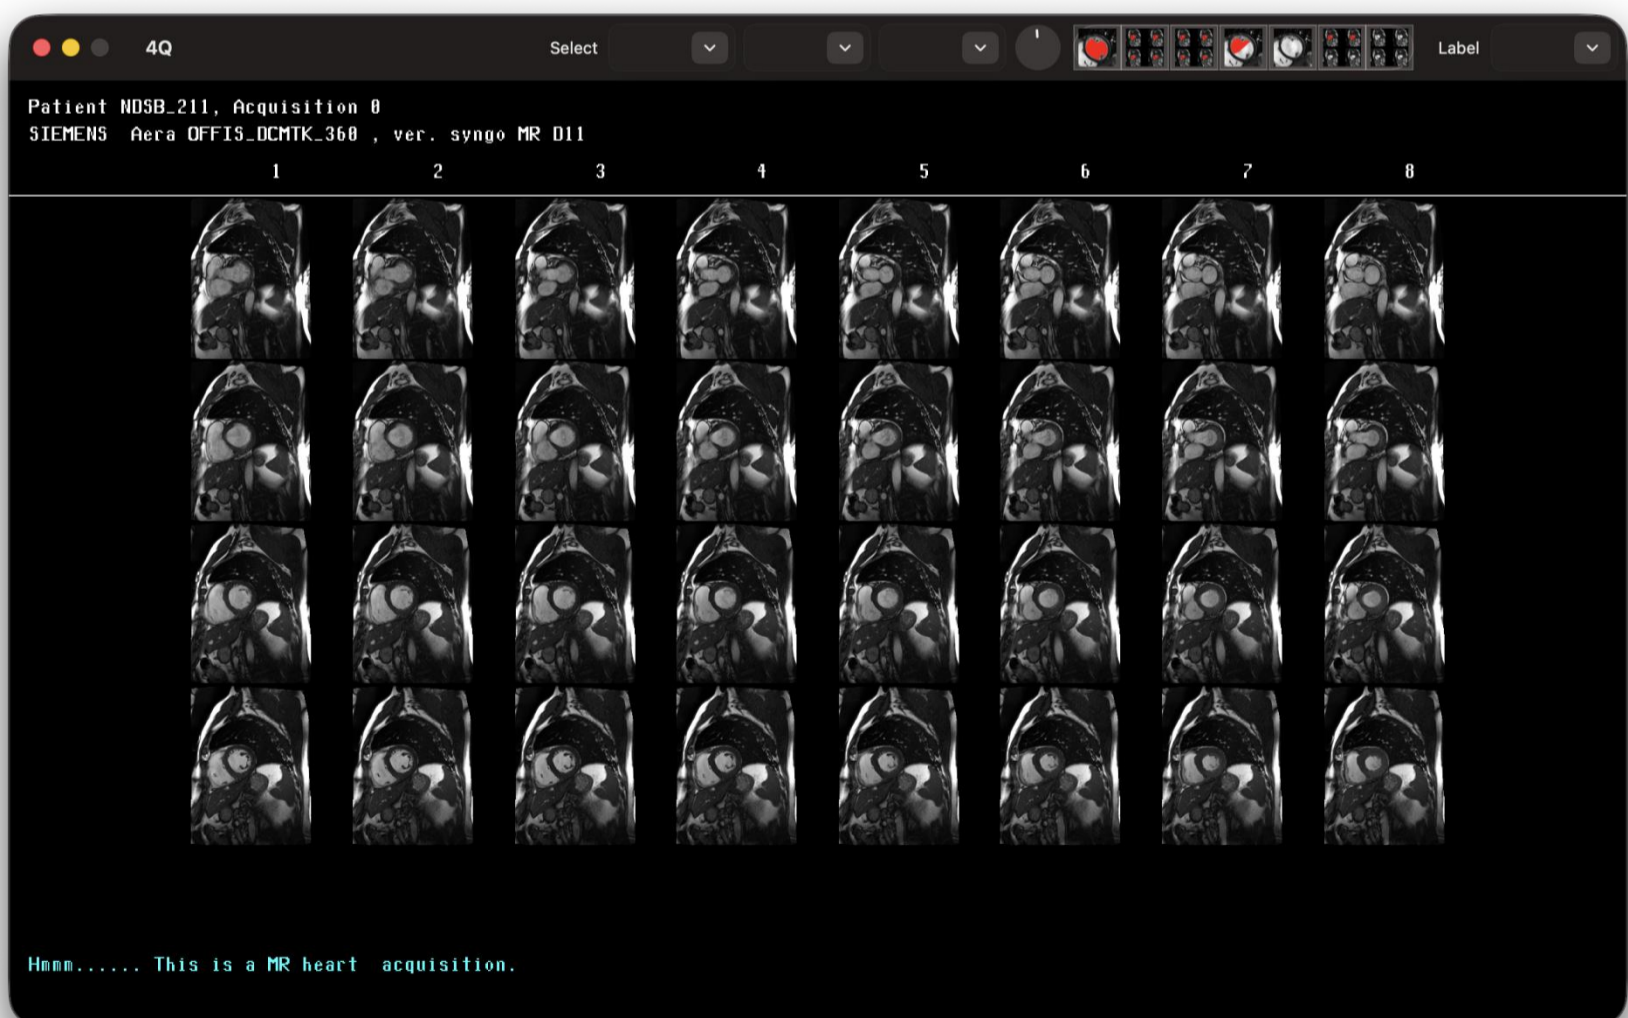 4Q
Select
Label
Patient NDSB_211, Acquisition 0
SIEMENS  Aera OFFIS_DCMTK_360 , ver. syngo MR D11
1 2 3 4 5 6 7 8
Hmmm...... This is a MR heart  acquisition.